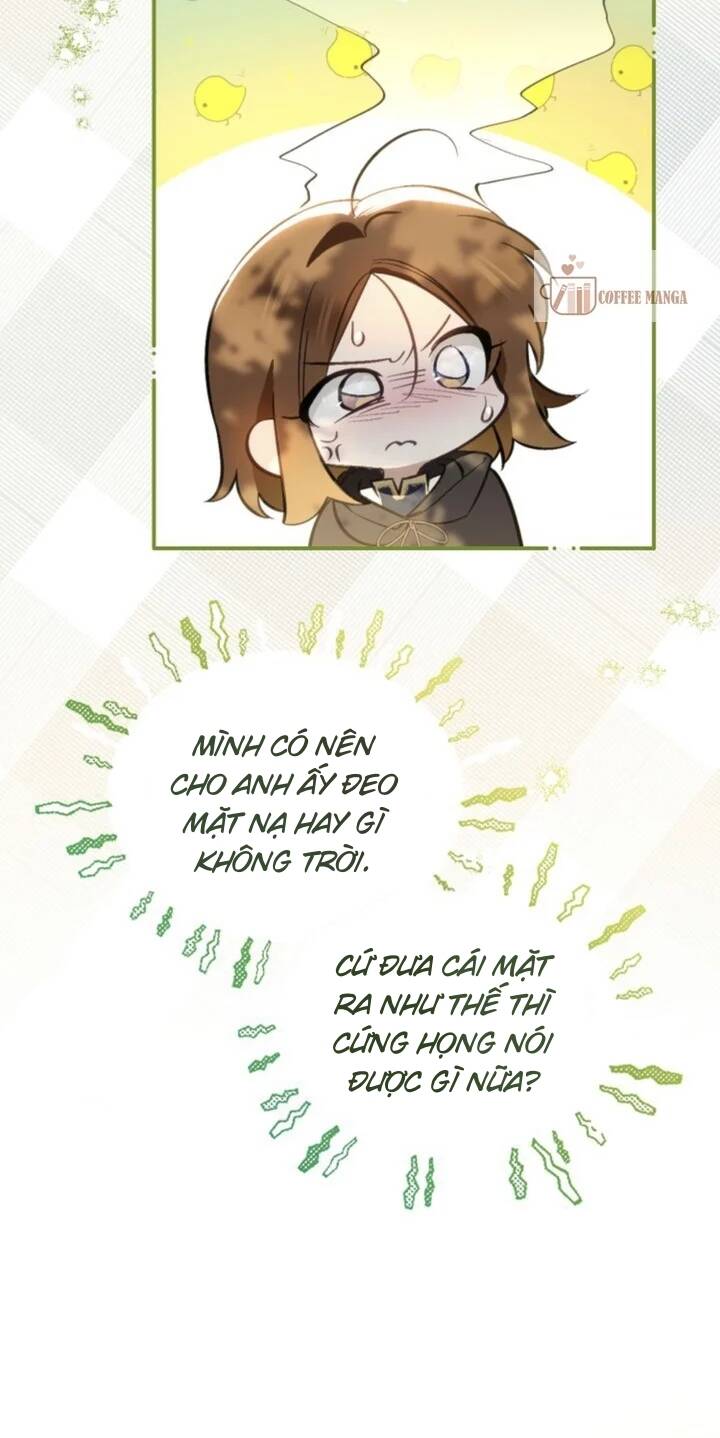 COFFEE MANGA
MÌNH CÓ NÊN
CHO ANH ẤY ĐEO
MẶT NẠ HAY GÌ
KHÔNG TRỜI.
CỨ ĐƯA CÁI MẶT
RA NHƯ THẾ THÌ
CỨNG HỌNG NÓI
ĐƯỢC GÌ NỮA?